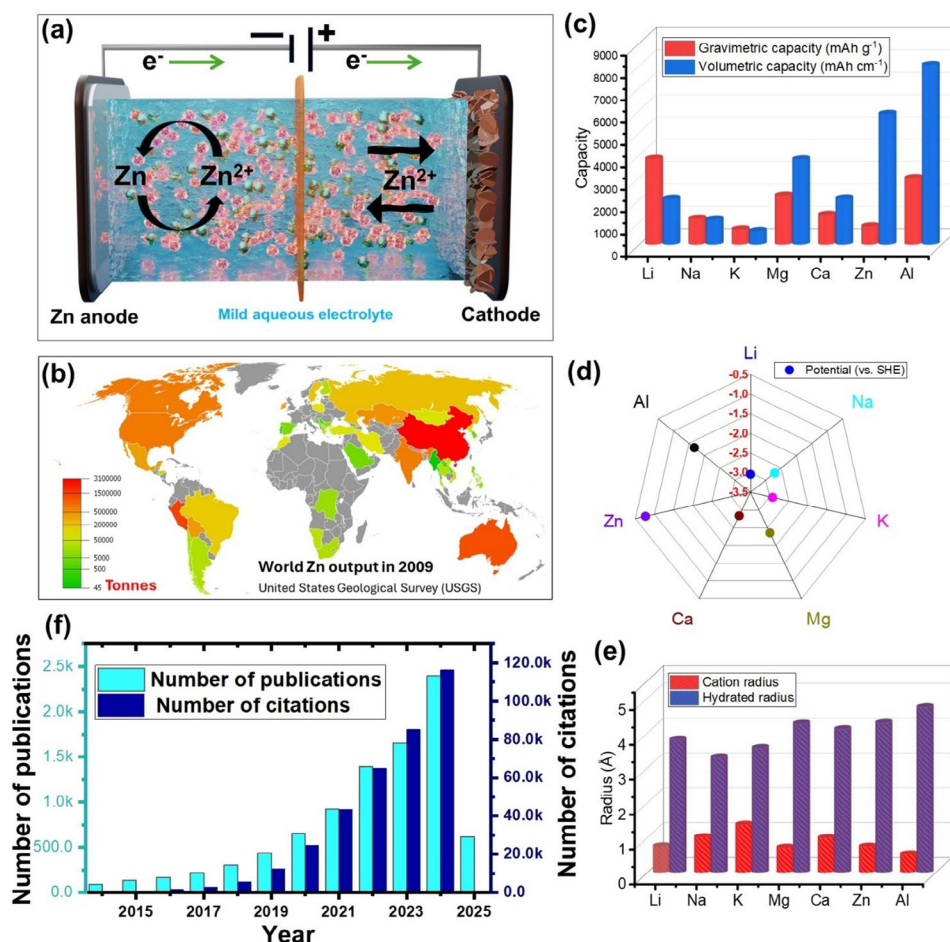 (a)
− +
e-
e-
Zn
Zn2+
Zn2+
Zn anode
Mild aqueous electrolyte
Cathode
(b)
3100000
1500000
500000
200000
50000
5000
500
45
Tonnes
World Zn output in 2009
United States Geological Survey (USGS)
(c)
Gravimetric capacity (mAh g-1)
Volumetric capacity (mAh cm-1)
Capacity
9000
8000
7000
6000
5000
4000
3000
2000
1000
0
Li Na K Mg Ca Zn Al
(d)
Potential (vs. SHE)
Li
Na
K
Mg
Ca
Zn
Al
-0.5
-1.0
-1.5
-2.0
-2.5
-3.0
-3.5
(e)
Cation radius
Hydrated radius
Radius (Å)
5
4
3
2
1
0
Li Na K Mg Ca Zn Al
(f)
Number of publications
Number of citations
Number of publications
2.5k
2.0k
1.5k
1.0k
500.0
0.0
Number of citations
120.0k
100.0k
80.0k
60.0k
40.0k
20.0k
0.0
2015 2017 2019 2021 2023 2025
Year